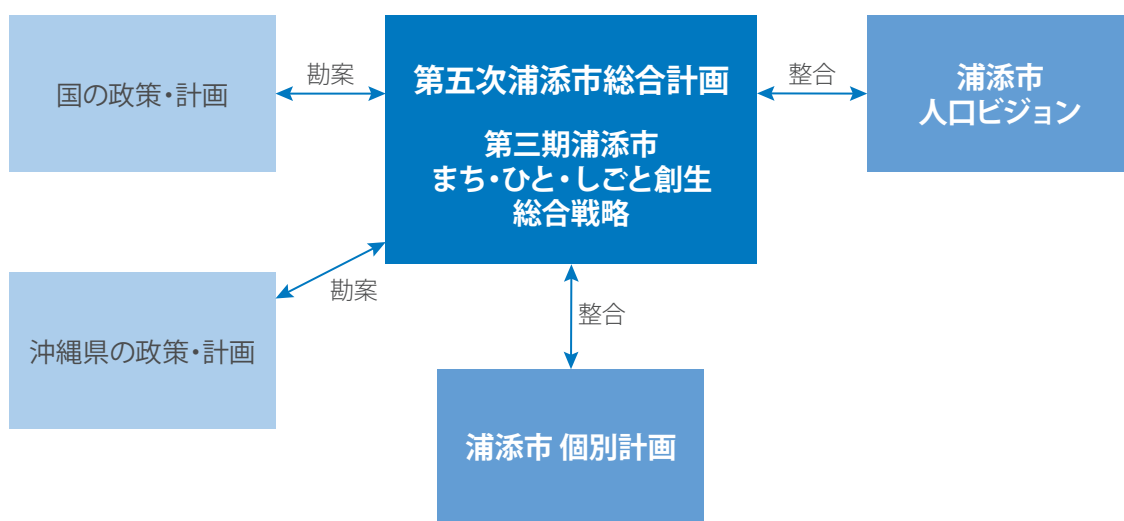 国の政策・計画
勘案
第五次浦添市総合計画
第三期浦添市
まち・ひと・しごと創生
総合戦略
整合
浦添市
人口ビジョン
沖縄県の政策・計画
勘案
整合
浦添市 個別計画